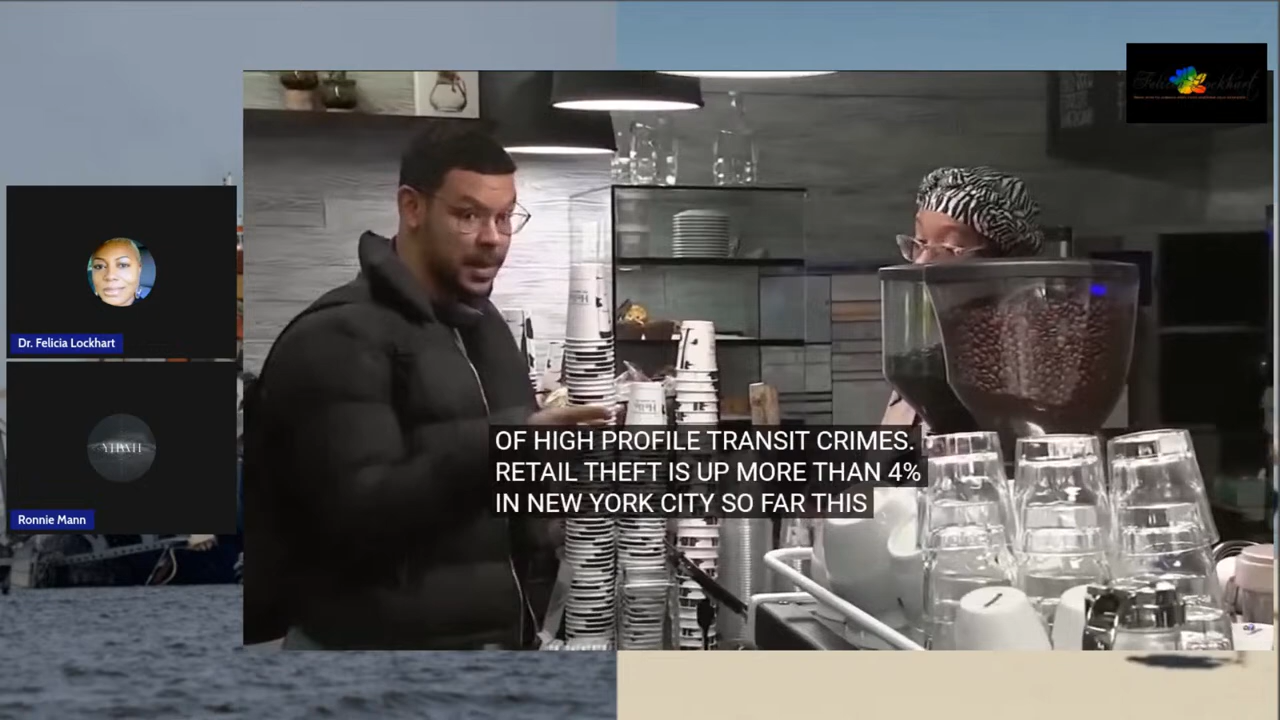 Dr. Felicia Lockhart
Ronnie Mann
OF HIGH PROFILE TRANSIT CRIMES.
RETAIL THEFT IS UP MORE THAN 4%
IN NEW YORK CITY SO FAR THIS